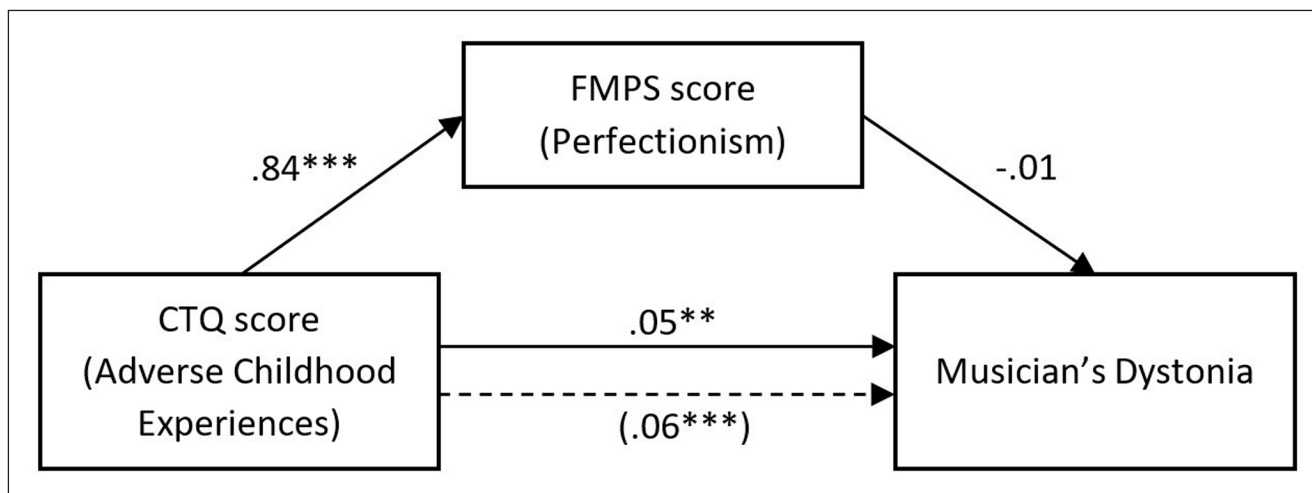 FMPS score
(Perfectionism)
.84***
-.01
CTQ score
(Adverse Childhood
Experiences)
.05**
(.06***)
Musician’s Dystonia